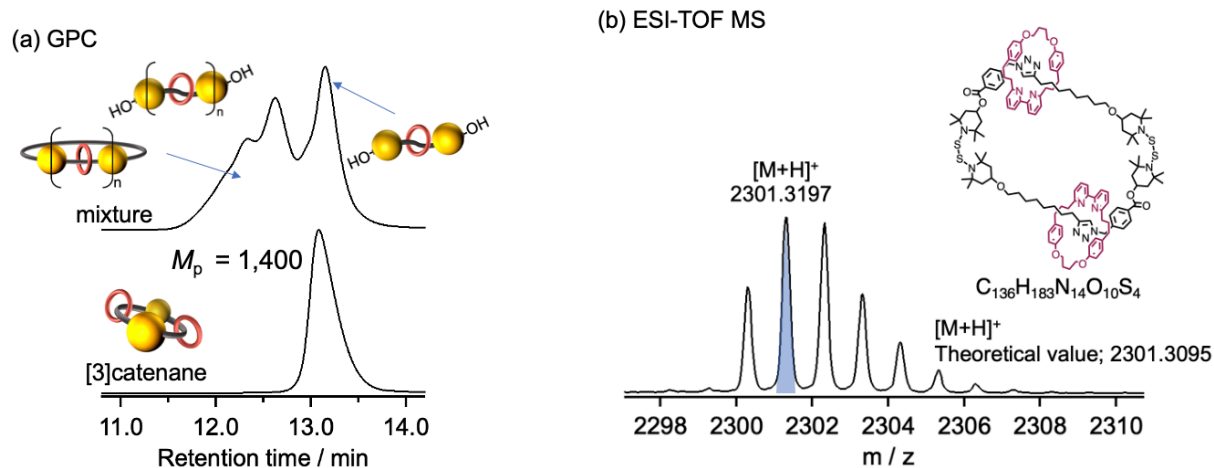 (a) GPC
HO
OH
n
n
HO
OH
mixture
Mp = 1,400
[3]catenane
11.0 12.0 13.0 14.0
Retention time / min
(b) ESI-TOF MS
[M+H]+
2301.3197
O O
N N N
N N
O O
O
N
S
S
N
O
N
S
S
N
O
O
N N
N N N
O O
C136H183N14O10S4
[M+H]+
Theoretical value; 2301.3095
2298 2300 2302 2304 2306 2308 2310
m / z